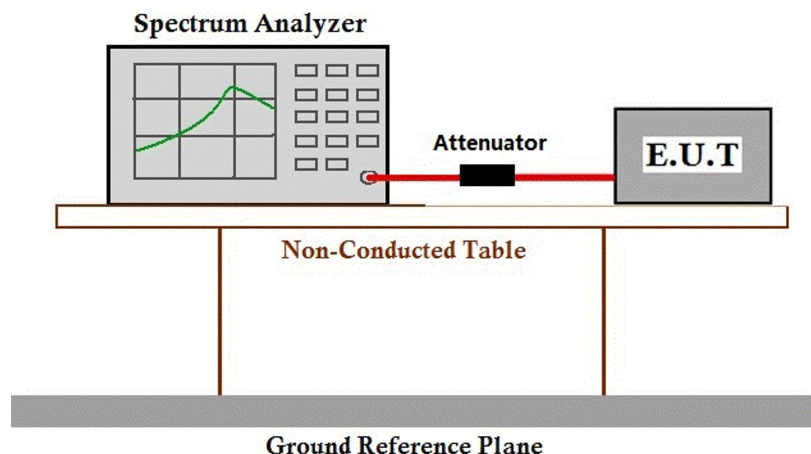 Spectrum Analyzer
Attenuator
E.U.T
Non-Conducted Table
Ground Reference Plane